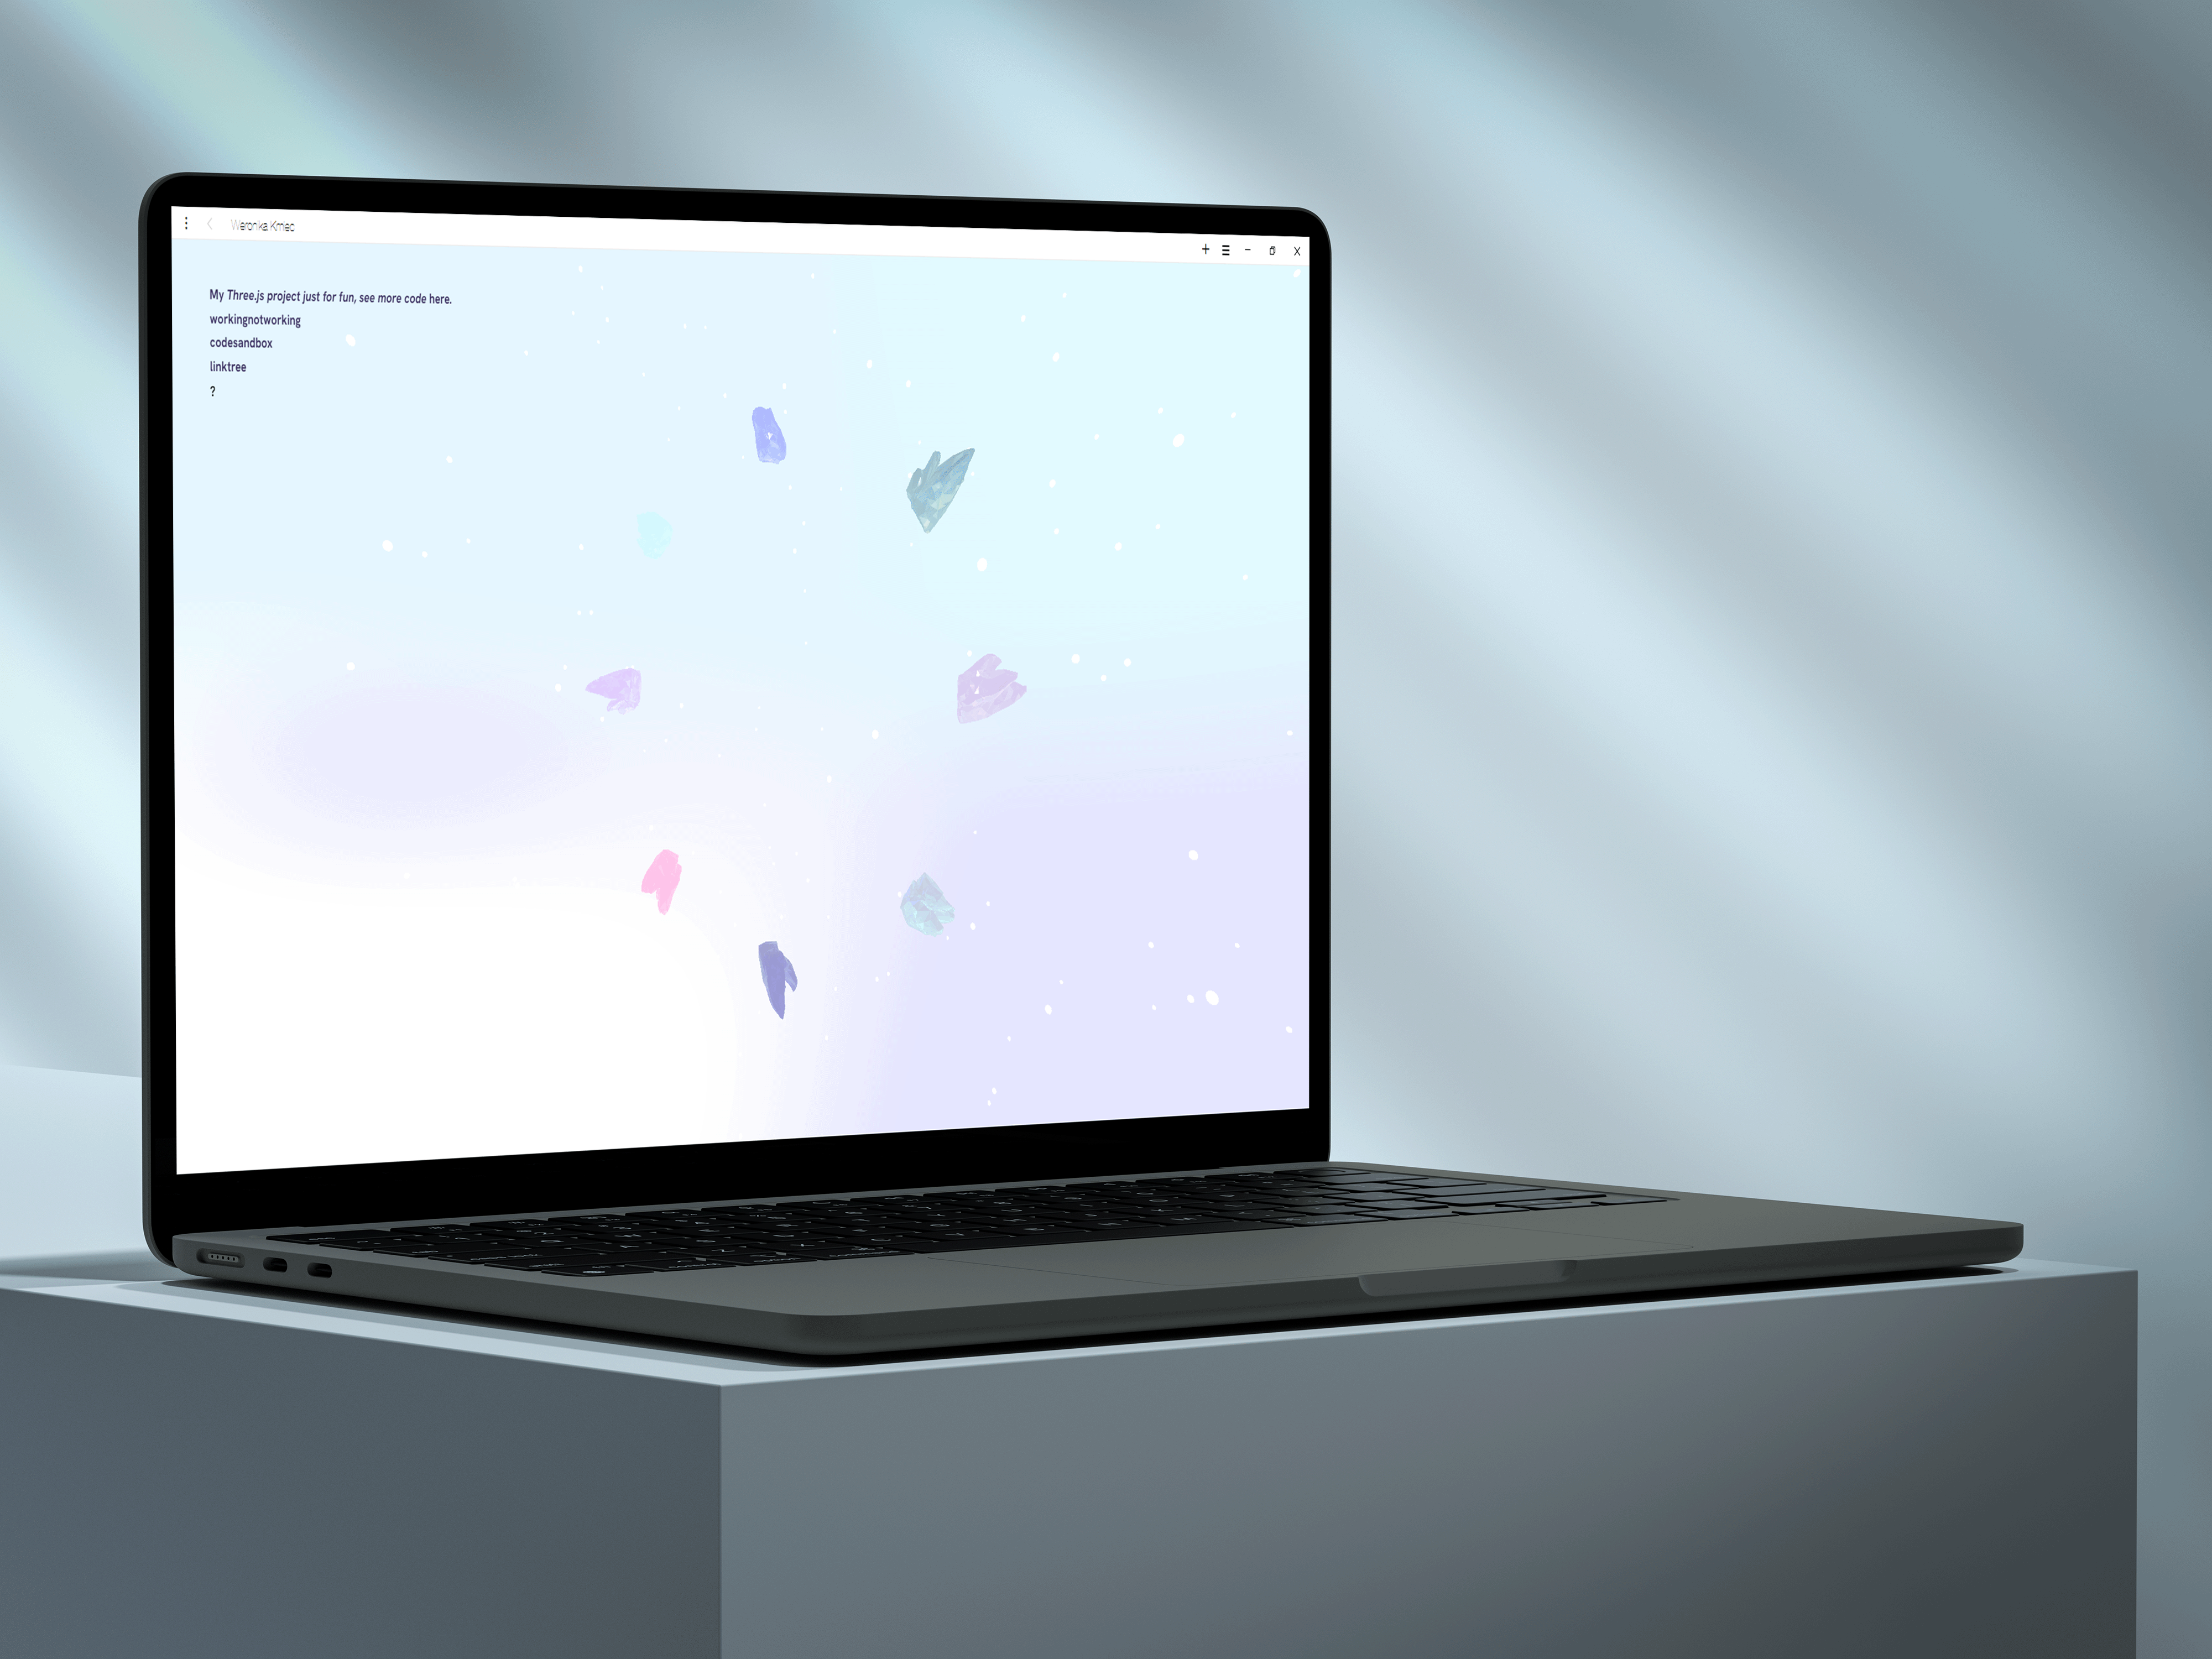 Weronika Kmiec
My Three.js project just for fun, see more code here.
workingnotworking
codesandbox
linktree
?